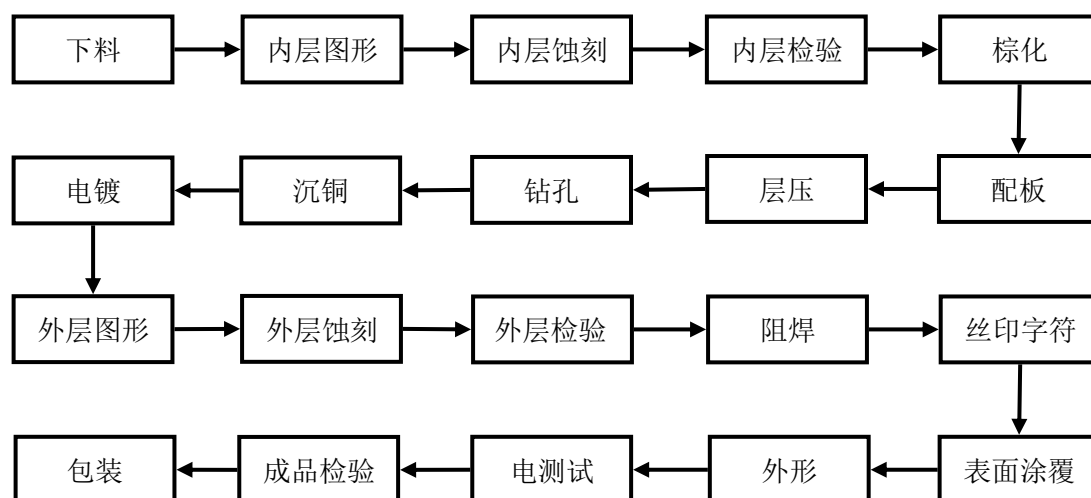 下料 内层图形 内层蚀刻 内层检验 棕化
电镀 沉铜 钻孔 层压 配板
外层图形 外层蚀刻 外层检验 阻焊 丝印字符
包装 成品检验 电测试 外形 表面涂覆